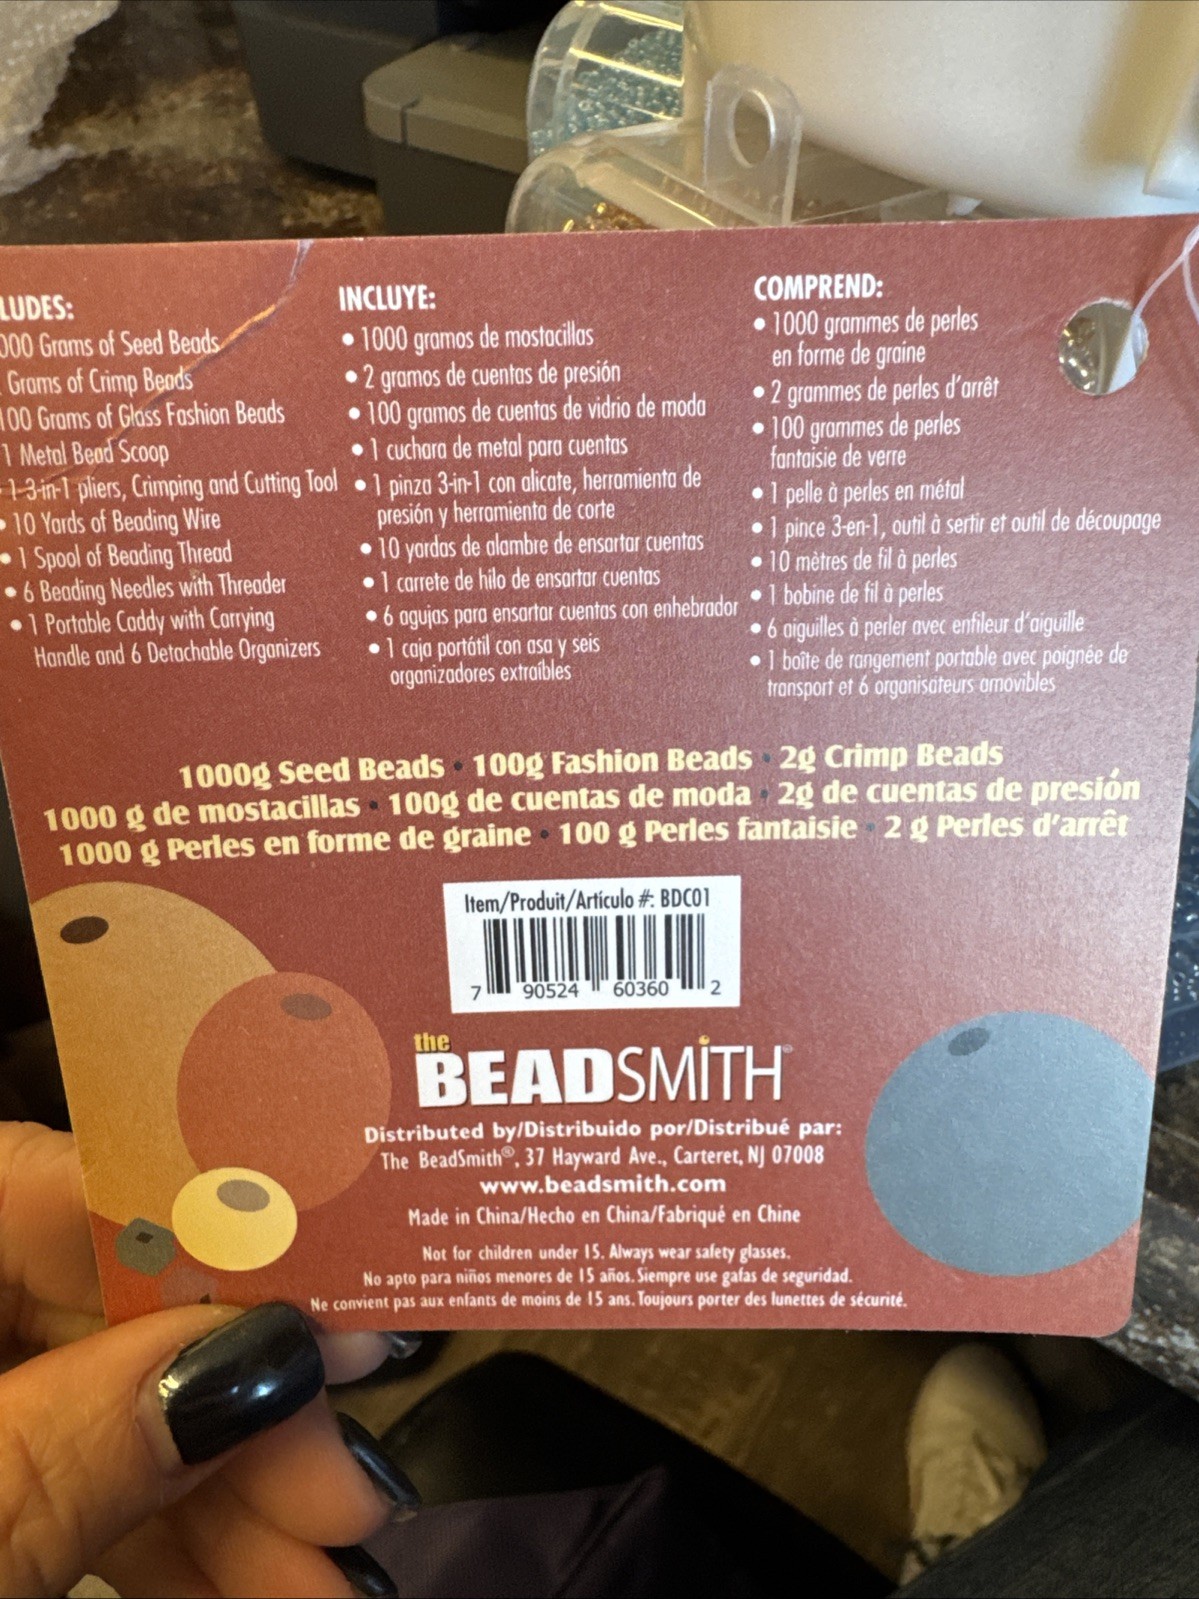 LUDES:
000 Grams of Seed Beads
Grams of Crimp Beads
100 Grams of Glass Fashion Beads
1 Metal Bead Scoop
• 1 3-in-1 pliers, Crimping and Cutting Tool
• 10 Yards of Beading Wire
• 1 Spool of Beading Thread
• 6 Beading Needles with Threader
• 1 Portable Caddy with Carrying
Handle and 6 Detachable Organizers
INCLUYE:
• 1000 gramos de mostacillas
• 2 gramos de cuentas de presión
• 100 gramos de cuentas de vidrio de moda
• 1 cuchara de metal para cuentas
• 1 pinza 3-in-1 con alicate, herramienta de
presión y herramienta de corte
• 10 yardas de alambre de ensartar cuentas
• 1 carrete de hilo de ensartar cuentas
• 6 agujas para ensartar cuentas con enhebrador
• 1 caja portátil con asa y seis
organizadores extraíbles
COMPREND:
• 1000 grammes de perles
en forme de graine
• 2 grammes de perles d'arrêt
• 100 grammes de perles
fantaisie de verre
• 1 pelle à perles en métal
• 1 pince 3-en-1, outil à sertir et outil de découpage
• 10 mètres de fil à perles
• 1 bobine de fil à perles
• 6 aiguilles à perler avec enfileur d'aiguille
• 1 boîte de rangement portable avec poignée de
transport et 6 organisateurs amovibles
1000g Seed Beads • 100g Fashion Beads • 2g Crimp Beads
1000 g de mostacillas • 100g de cuentas de moda • 2g de cuentas de presión
1000 g Perles en forme de graine • 100 g Perles fantaisie • 2 g Perles d'arrêt
Item/Produit/Artículo #: BDC01
7 90524 60360 2
the
BEADSMITH®
Distributed by/Distribuido por/Distribué par:
The BeadSmith®, 37 Hayward Ave., Carteret, NJ 07008
www.beadsmith.com
Made in China/Hecho en China/Fabriqué en Chine
Not for children under 15. Always wear safety glasses.
No apto para niños menores de 15 años. Siempre use gafas de seguridad.
Ne convient pas aux enfants de moins de 15 ans. Toujours porter des lunettes de sécurité.